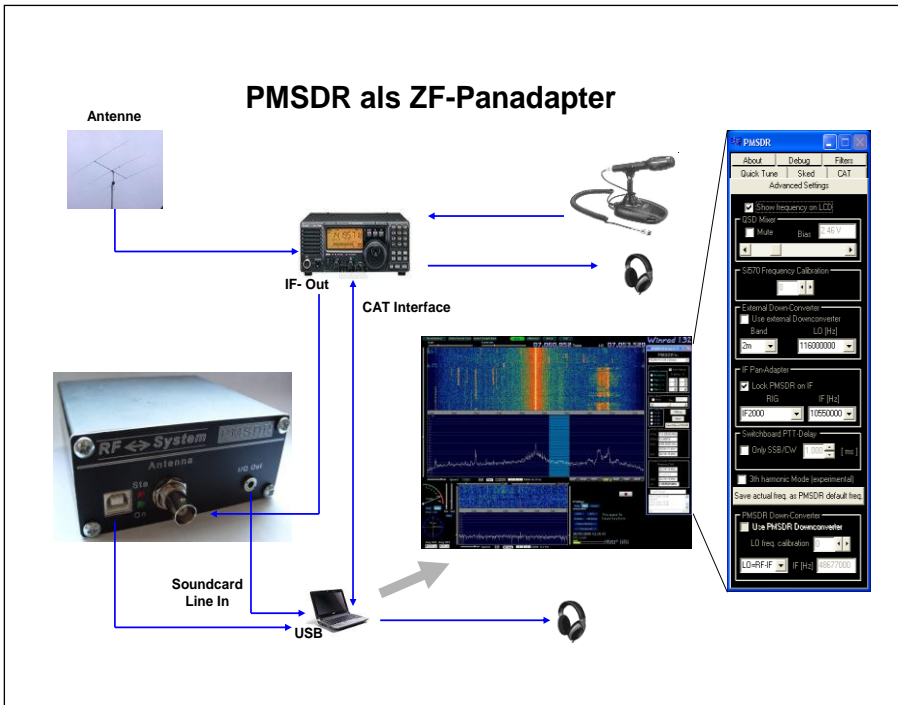 PMSDR als ZF-Panadapter
Antenne
IF- Out
CAT Interface
RF <-> System PMSDR
Antenna
I/Q Out
Sta
On
Soundcard
Line In
USB
Winrad 1.32
PMSDR
About Debug Filters
Quick Tune Sked CAT
Advanced Settings
Show frequency on LCD
QSD Mixer
Mute Bias 2.46 V
Si570 Frequency Calibration
0
External Down-Converter
Use external Downconverter
Band LO [Hz]
2m 116000000
IF Pan-Adapter
Lock PMSDR on IF
RIG IF [Hz]
IF2000 10550000
Switchboard PTT-Delay
Only SSB/CW 1.000 [ms]
3th harmonic Mode (experimental)
Save actual freq. as PMSDR default freq.
PMSDR Down-Converter
Use PMSDR Downconverter
LO freq. calibration 0
LO=RF-IF IF [Hz] 48677000